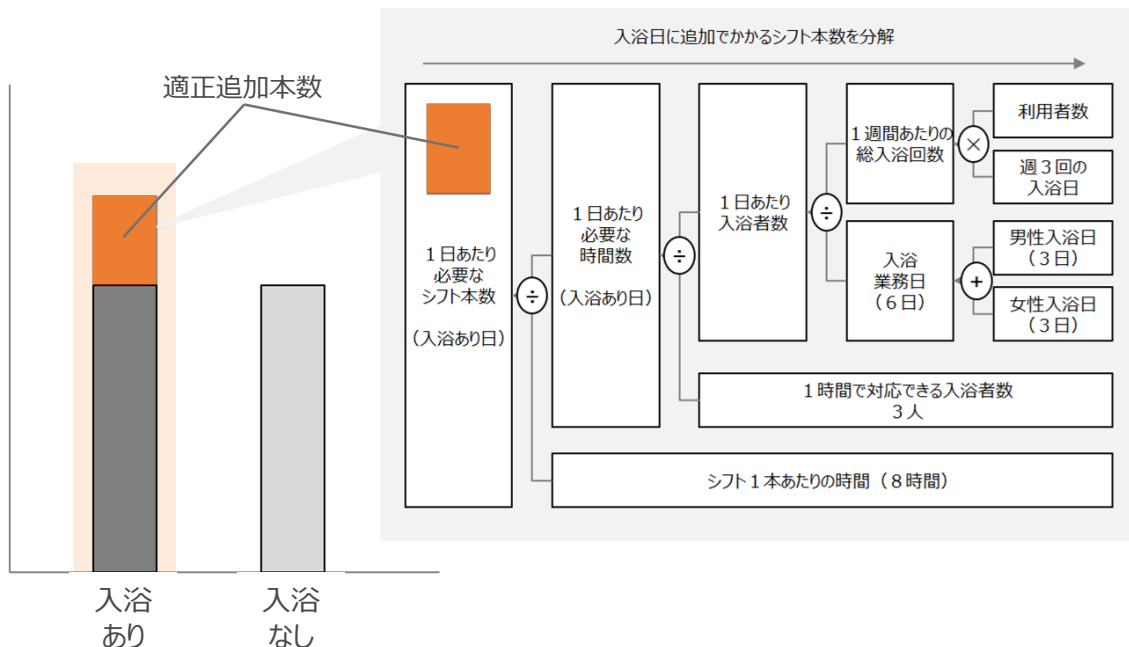 入浴日に追加でかかるシフト本数を分解
適正追加本数
1日あたり
必要な
シフト本数
(入浴あり日)
÷
1日あたり
必要な
時間数
(入浴あり日)
÷
1日あたり
入浴者数
÷
1週間あたりの
総入浴回数
×
利用者数
週3回の
入浴日
入浴
業務日
(6日)
+
男性入浴日
(3日)
女性入浴日
(3日)
1時間で対応できる入浴者数
3人
シフト1本あたりの時間(8時間)
入浴
あり
入浴
なし